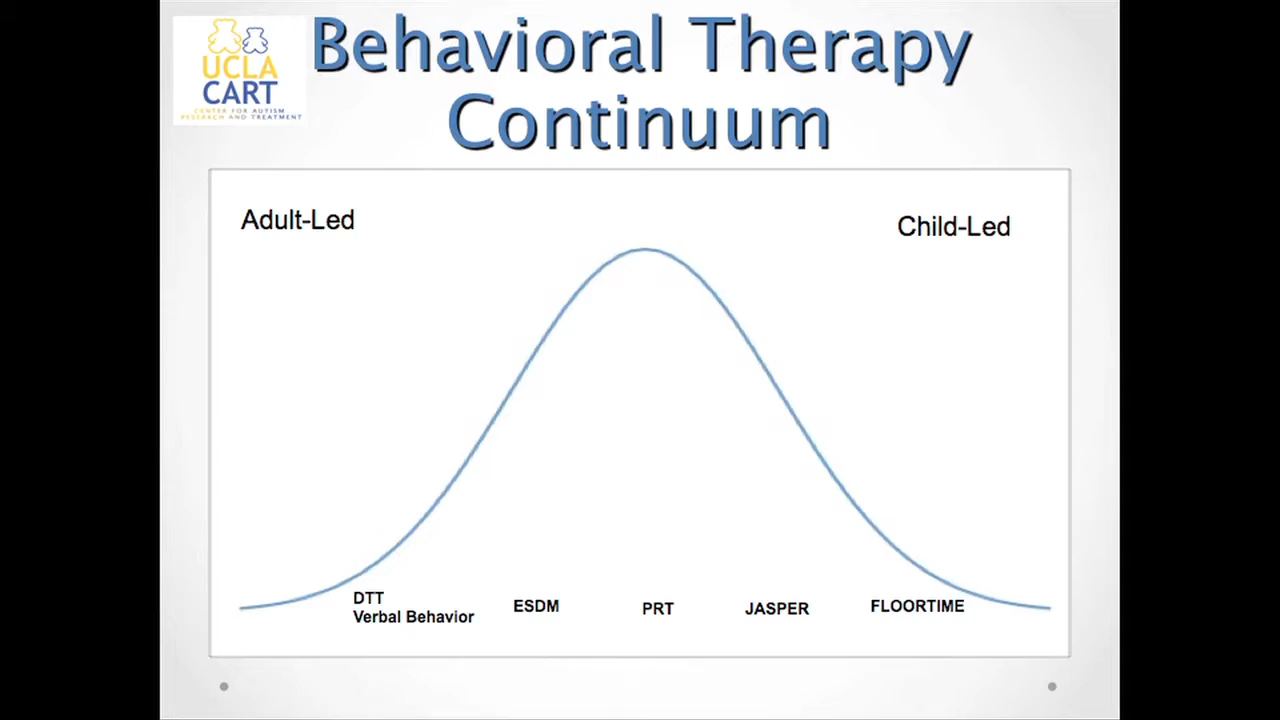 UCLA
CART
CENTER FOR AUTISM
RESEARCH AND TREATMENT
Behavioral Therapy
Continuum
Adult-Led
Child-Led
DTT
Verbal Behavior
ESDM
PRT
JASPER
FLOORTIME